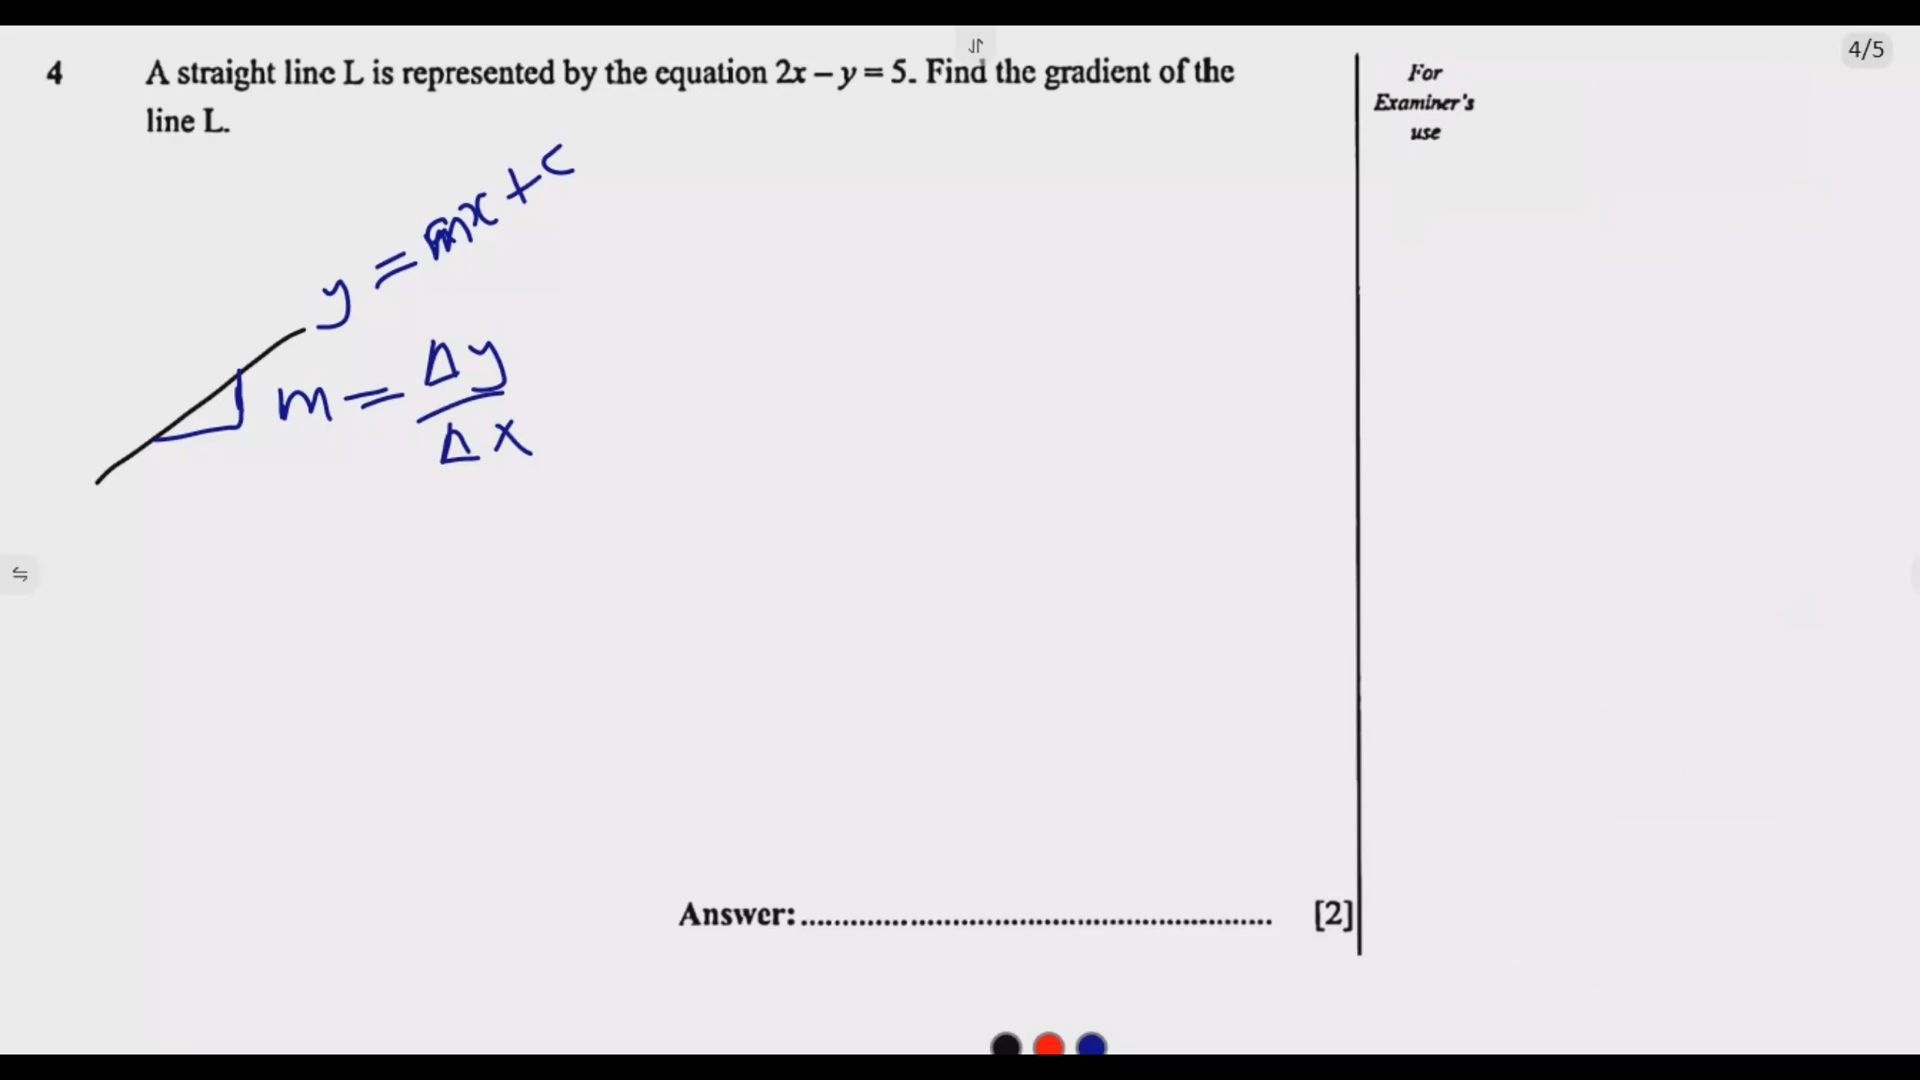 4 A straight line L is represented by the equation 2x – y = 5. Find the gradient of the
line L.
For
Examiner's
use
4/5
y = mx + c
m = Δy
Δx
Answer: ........................................................ [2]